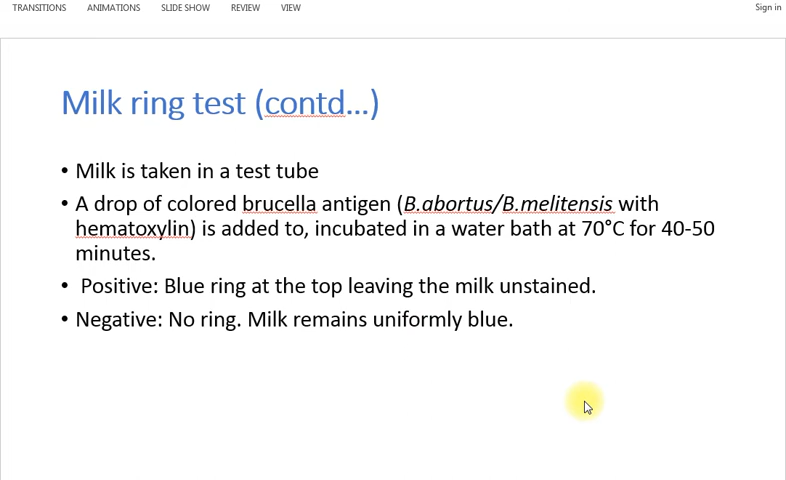 TRANSITIONS ANIMATIONS SLIDE SHOW REVIEW VIEW Sign in
Milk ring test (contd...)
• Milk is taken in a test tube
• A drop of colored brucella antigen (B.abortus/B.melitensis with
hematoxylin) is added to, incubated in a water bath at 70°C for 40-50
minutes.
• Positive: Blue ring at the top leaving the milk unstained.
• Negative: No ring. Milk remains uniformly blue.